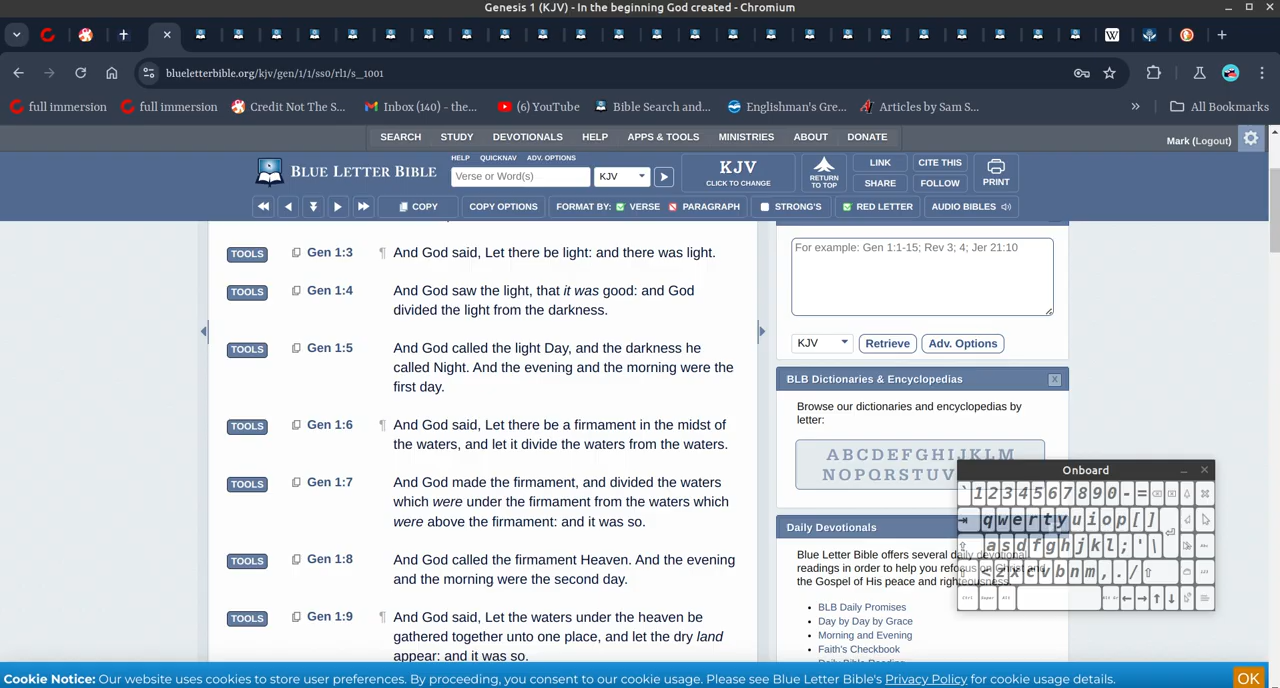 Genesis 1 (KJV) - In the beginning God created - Chromium
blueletterbible.org/kjv/gen/1/1/ss0/rl1/s_1001
full immersion
full immersion
Credit Not The S...
Inbox (140) - the...
(6) YouTube
Bible Search and...
Englishman's Gre...
Articles by Sam S...
»
All Bookmarks
SEARCH STUDY DEVOTIONALS HELP APPS & TOOLS MINISTRIES ABOUT DONATE
Mark (Logout)
BLUE LETTER BIBLE
HELP QUICKNAV ADV. OPTIONS
Verse or Word(s)
KJV
KJV
CLICK TO CHANGE
RETURN
TO TOP
LINK
CITE THIS
SHARE
FOLLOW
PRINT
COPY COPY OPTIONS FORMAT BY: VERSE PARAGRAPH STRONG'S RED LETTER AUDIO BIBLES
TOOLS Gen 1:3 ¶ And God said, Let there be light: and there was light.
TOOLS Gen 1:4 And God saw the light, that it was good: and God
divided the light from the darkness.
TOOLS Gen 1:5 And God called the light Day, and the darkness he
called Night. And the evening and the morning were the
first day.
TOOLS Gen 1:6 ¶ And God said, Let there be a firmament in the midst of
the waters, and let it divide the waters from the waters.
TOOLS Gen 1:7 And God made the firmament, and divided the waters
which were under the firmament from the waters which
were above the firmament: and it was so.
TOOLS Gen 1:8 And God called the firmament Heaven. And the evening
and the morning were the second day.
TOOLS Gen 1:9 ¶ And God said, Let the waters under the heaven be
gathered together unto one place, and let the dry land
appear: and it was so.
For example: Gen 1:1-15; Rev 3; 4; Jer 21:10
KJV Retrieve Adv. Options
BLB Dictionaries & Encyclopedias X
Browse our dictionaries and encyclopedias by
letter:
A B C D E F G H I J K L M
N O P Q R S T U V
Daily Devotionals
Blue Letter Bible offers several daily devotional
readings in order to help you refocus on Christ and
the Gospel of His peace and righteousness.
BLB Daily Promises
Day by Day by Grace
Morning and Evening
Faith's Checkbook
Daily Bible Reading
Onboard
` 1 2 3 4 5 6 7 8 9 0 - =
q w e r t y u i o p [ ]
a s d f g h j k l ; ' \
< z x c v b n m , . /
Ctrl Super Alt Alt Gr
Cookie Notice: Our website uses cookies to store user preferences. By proceeding, you consent to our cookie usage. Please see Blue Letter Bible's Privacy Policy for cookie usage details.
OK